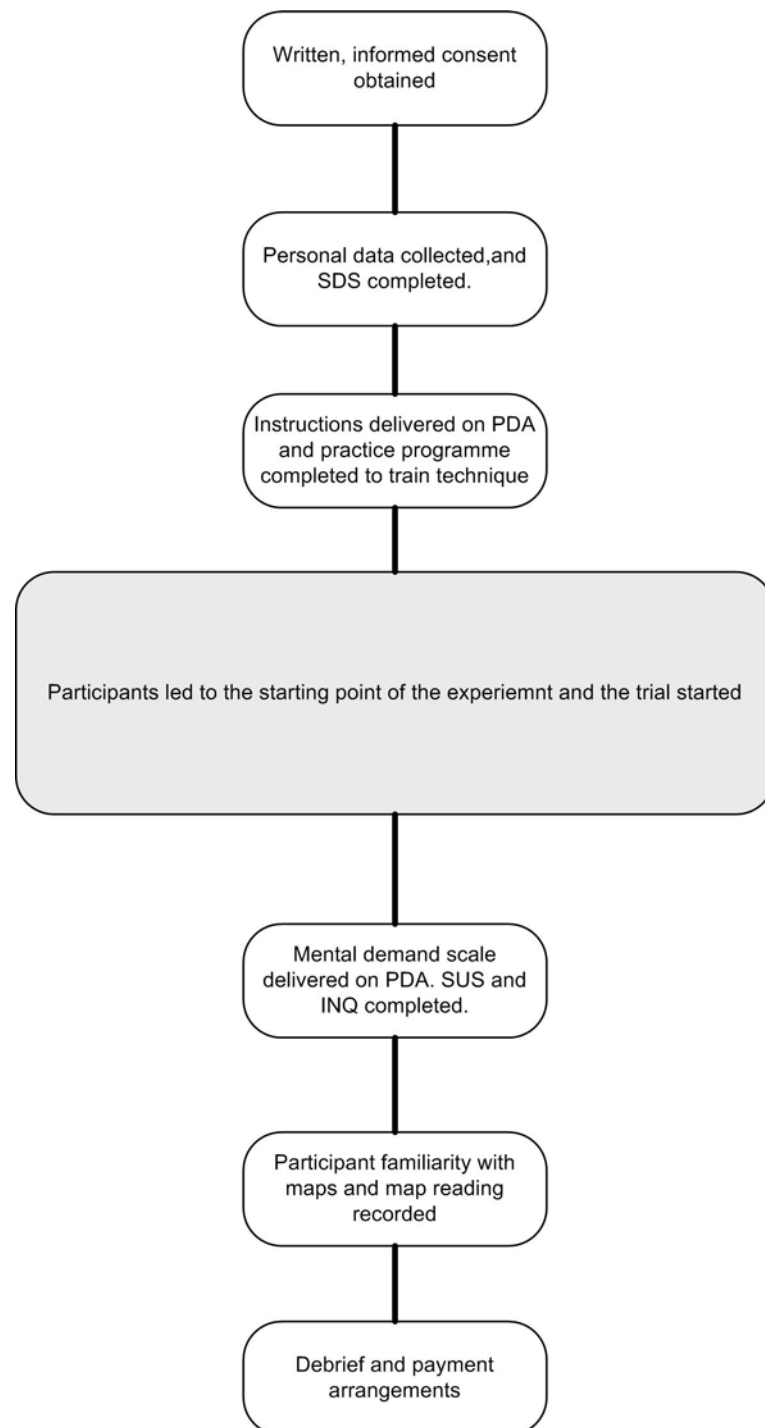 Written, informed consent
obtained
Personal data collected,and
SDS completed.
Instructions delivered on PDA
and practice programme
completed to train technique
Participants led to the starting point of the experiemnt and the trial started
Mental demand scale
delivered on PDA. SUS and
INQ completed.
Participant familiarity with
maps and map reading
recorded
Debrief and payment
arrangements